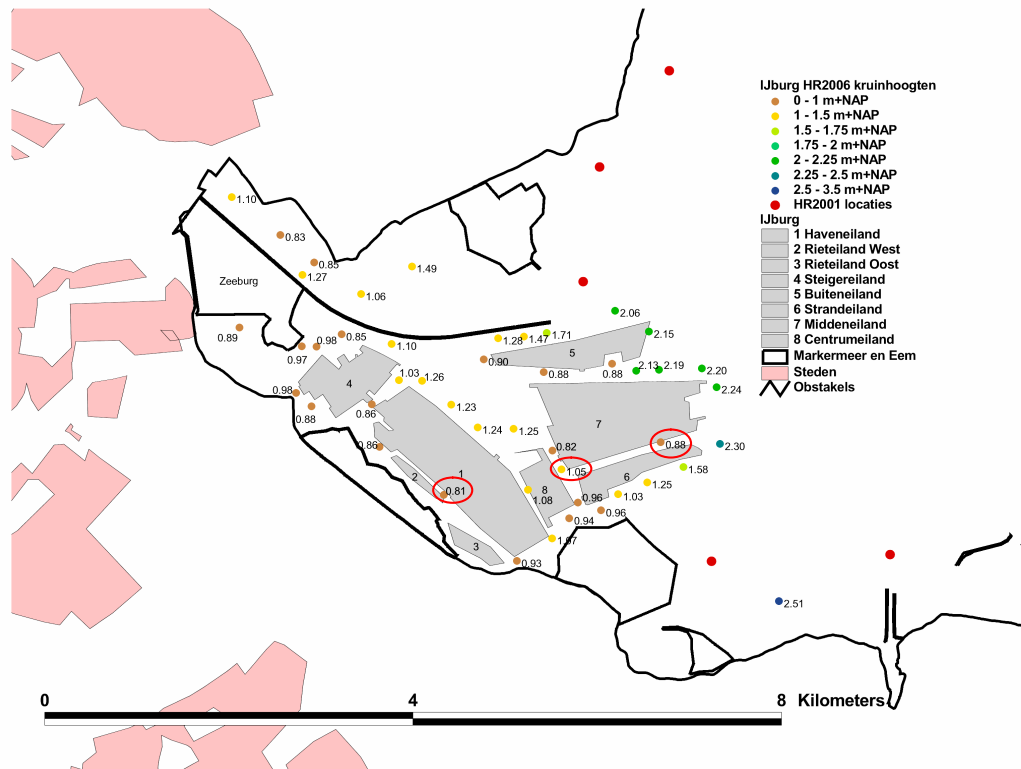 IJburg HR2006 kruinhoogten
0 - 1 m+NAP
1 - 1.5 m+NAP
1.5 - 1.75 m+NAP
1.75 - 2 m+NAP
2 - 2.25 m+NAP
2.25 - 2.5 m+NAP
2.5 - 3.5 m+NAP
HR2001 locaties
IJburg
1 Haveneiland
2 Rieteiland West
3 Rieteiland Oost
4 Steigereiland
5 Buiteneiland
6 Strandeiland
7 Middeneiland
8 Centrumeiland
Markermeer en Eem
Steden
Obstakels
1.10
0.83
0.85
1.27
1.49
Zeeburg
1.06
2.06
0.89
0.98
0.85
1.10
1.28
1.47
1.71
2.15
0.97
0.90
5
0.88
0.88
2.13
2.19
2.20
4
1.03
1.26
2.24
0.98
0.88
0.86
1.23
1.24
1.25
7
0.86
0.82
0.88
2.30
2
1
0.81
1.05
6
1.58
8
1.08
1.25
0.96
1.03
0.96
0.94
3
1.07
0.93
2.51
0
4
8
Kilometers